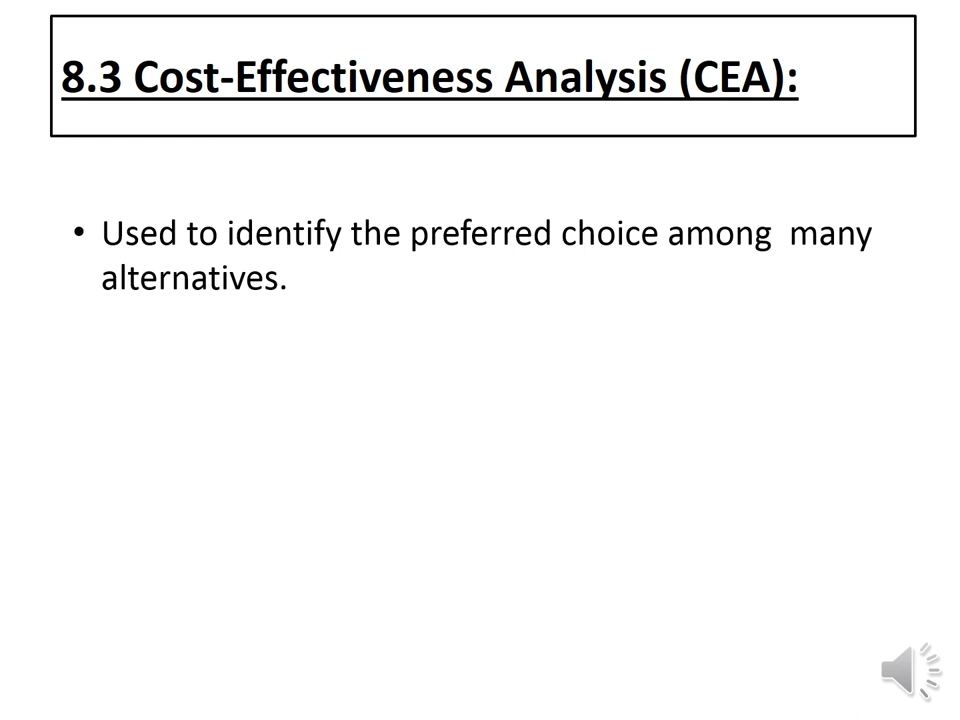 8.3 Cost-Effectiveness Analysis (CEA):
• Used to identify the preferred choice among  many
alternatives.